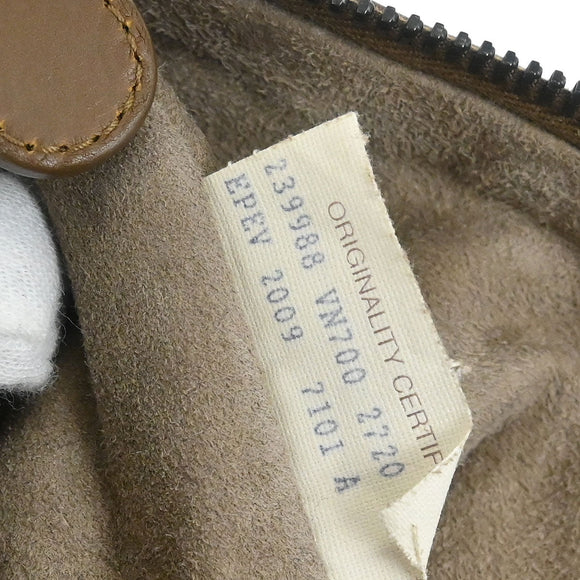 ORIGINALITY CERTIF
239988 VN700 2720
EPEV 2009 7101 A